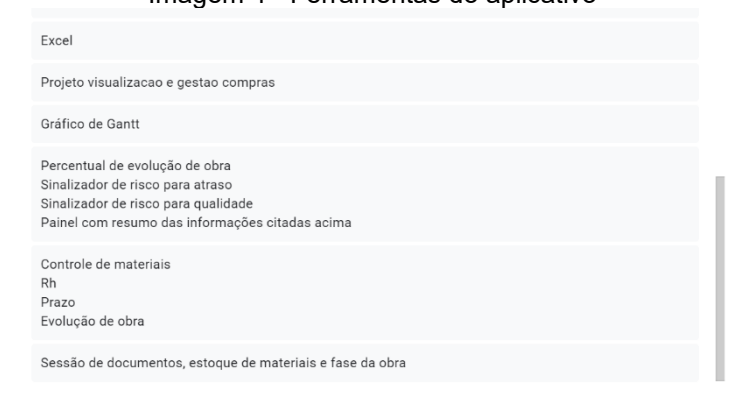 Excel
Projeto visualizacao e gestao compras
Gráfico de Gantt
Percentual de evolução de obra
Sinalizador de risco para atraso
Sinalizador de risco para qualidade
Painel com resumo das informações citadas acima
Controle de materiais
Rh
Prazo
Evolução de obra
Sessão de documentos, estoque de materiais e fase da obra